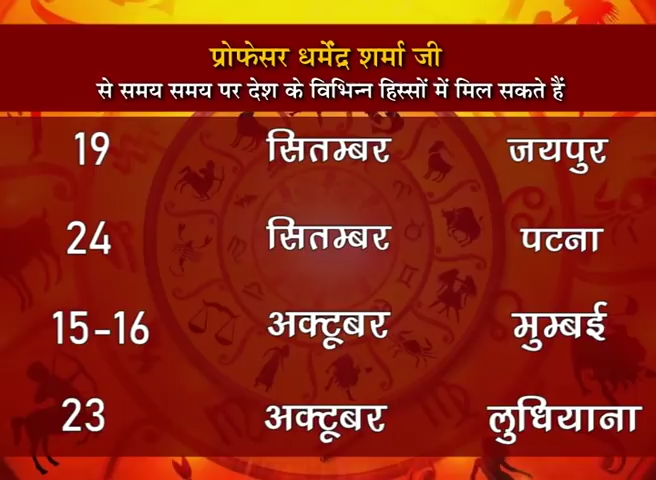 प्रोफेसर धर्मेंद्र शर्मा जी
से समय समय पर देश के विभिन्न हिस्सों में मिल सकते हैं
19 सितम्बर जयपुर
24 सितम्बर पटना
15-16 अक्टूबर मुम्बई
23 अक्टूबर लुधियाना